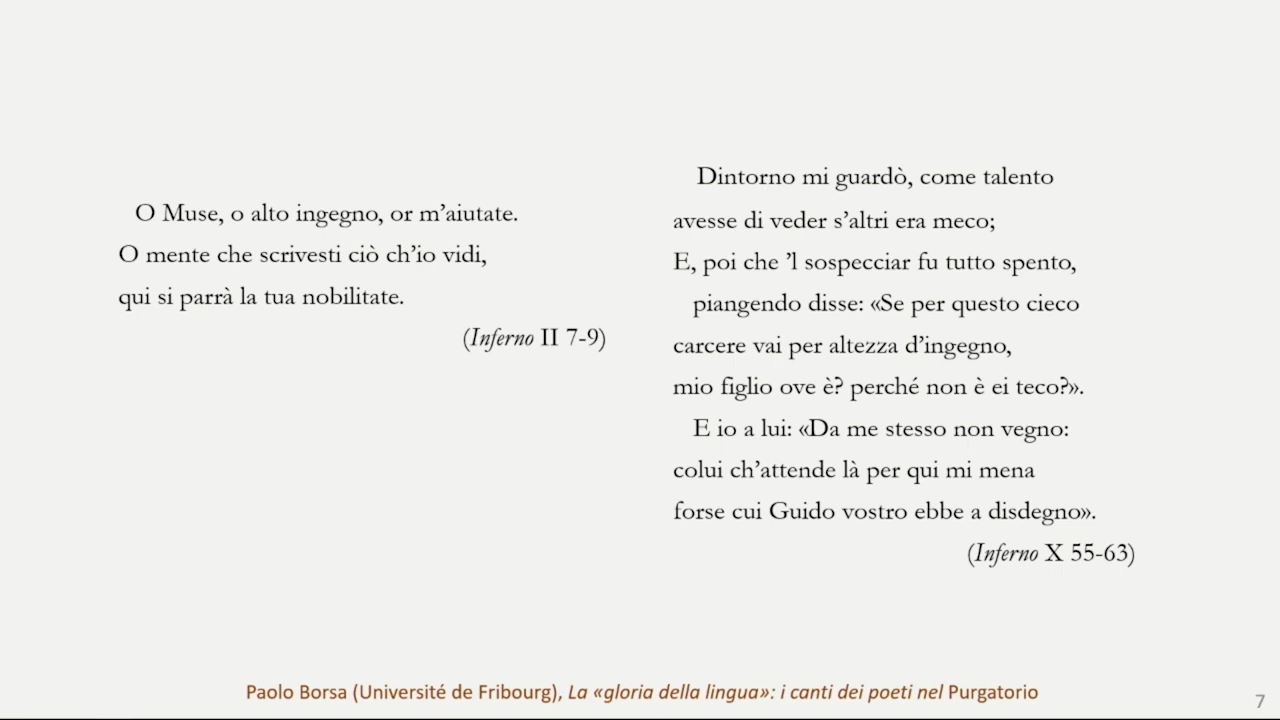 O Muse, o alto ingegno, or m’aiutate.
O mente che scrivesti ciò ch’io vidi,
qui si parrà la tua nobilitate.
(Inferno II 7-9)
Dintorno mi guardò, come talento
avesse di veder s’altri era meco;
E, poi che ’l sospecciar fu tutto spento,
piangendo disse: «Se per questo cieco
carcere vai per altezza d’ingegno,
mio figlio ove è? perché non è ei teco?».
E io a lui: «Da me stesso non vegno:
colui ch’attende là per qui mi mena
forse cui Guido vostro ebbe a disdegno».
(Inferno X 55-63)
Paolo Borsa (Université de Fribourg), La «gloria della lingua»: i canti dei poeti nel Purgatorio
7